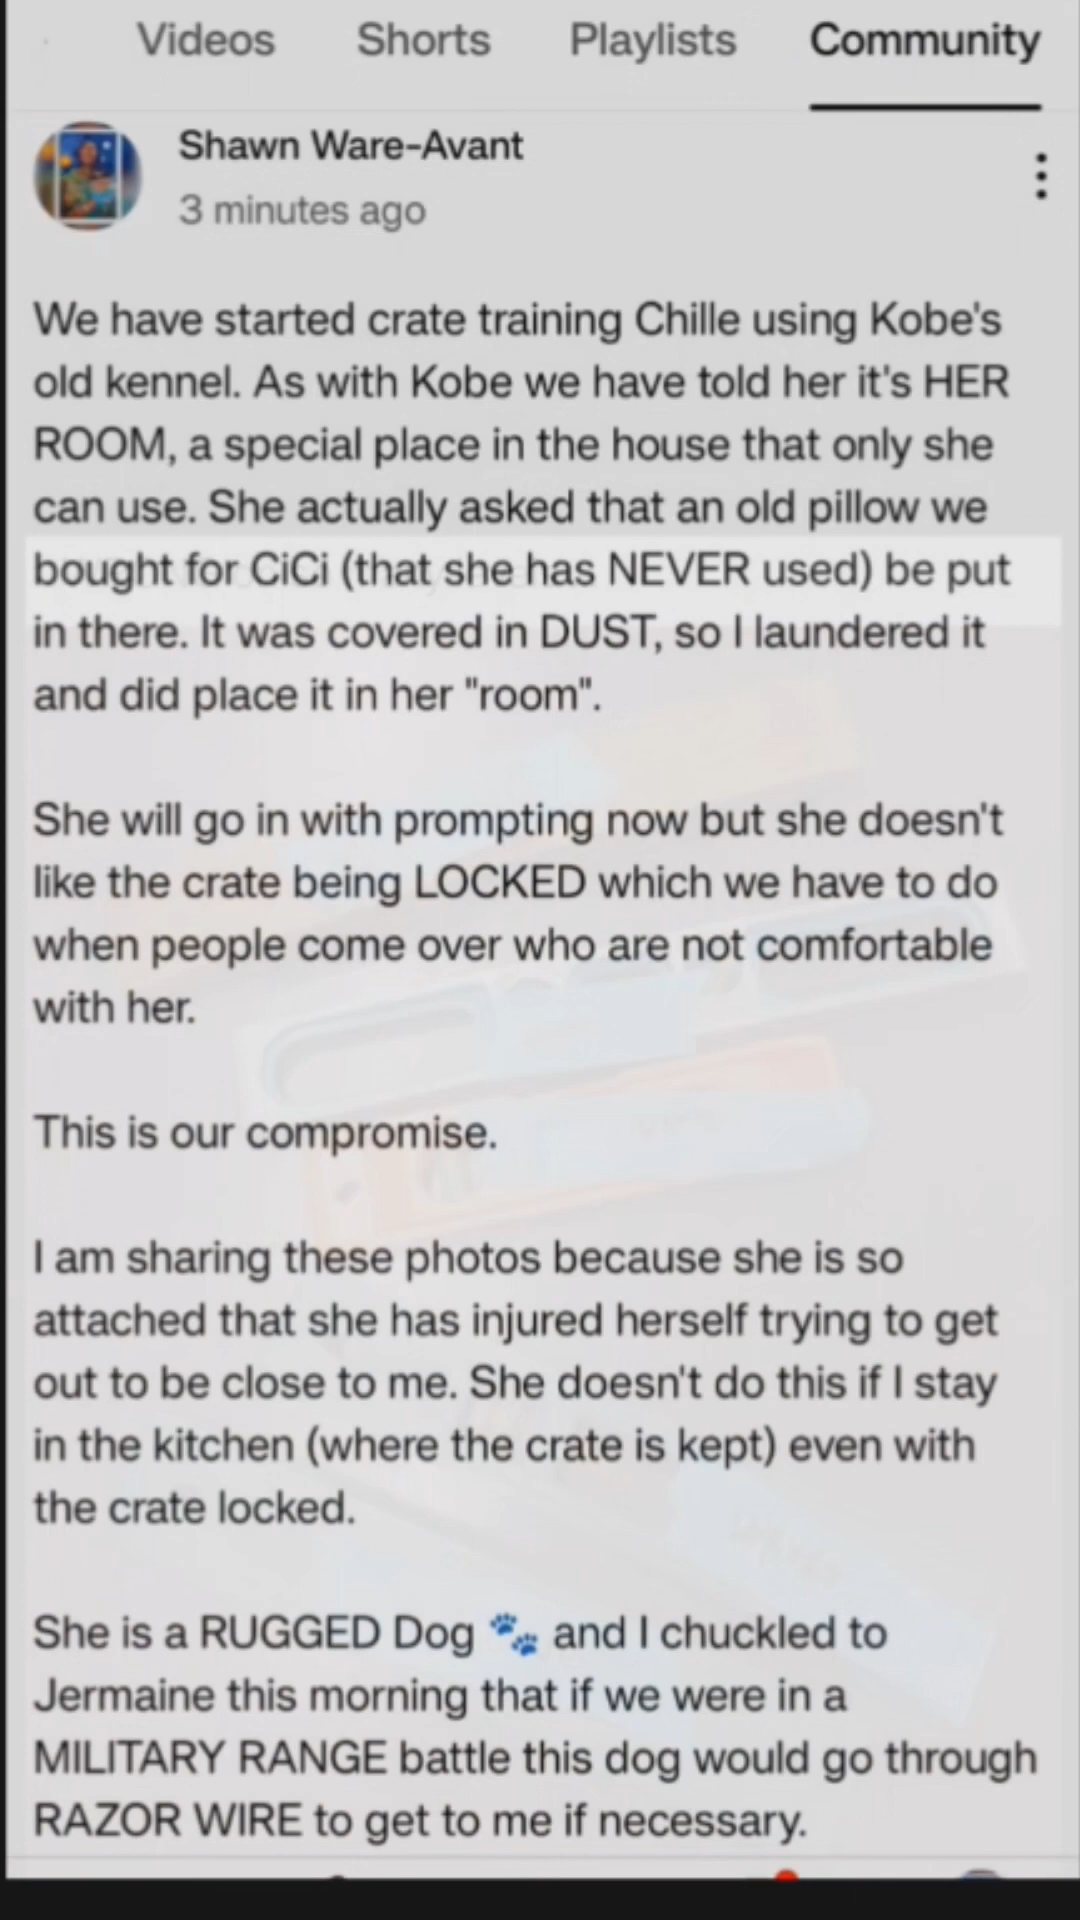 Videos Shorts Playlists Community
Shawn Ware-Avant
3 minutes ago
We have started crate training Chille using Kobe's
old kennel. As with Kobe we have told her it's HER
ROOM, a special place in the house that only she
can use. She actually asked that an old pillow we
bought for CiCi (that she has NEVER used) be put
in there. It was covered in DUST, so I laundered it
and did place it in her "room".
She will go in with prompting now but she doesn't
like the crate being LOCKED which we have to do
when people come over who are not comfortable
with her.
This is our compromise.
I am sharing these photos because she is so
attached that she has injured herself trying to get
out to be close to me. She doesn't do this if I stay
in the kitchen (where the crate is kept) even with
the crate locked.
She is a RUGGED Dog 🐾 and I chuckled to
Jermaine this morning that if we were in a
MILITARY RANGE battle this dog would go through
RAZOR WIRE to get to me if necessary.